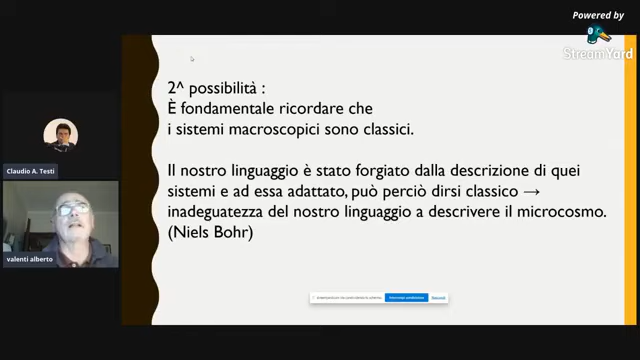 Powered by
StreamYard
2^ possibilità :
È fondamentale ricordare che
i sistemi macroscopici sono classici.
Il nostro linguaggio è stato forgiato dalla descrizione di quei
sistemi e ad essa adattato, può perciò dirsi classico →
inadeguatezza del nostro linguaggio a descrivere il microcosmo.
(Niels Bohr)
Claudio A. Testi
valenti alberto